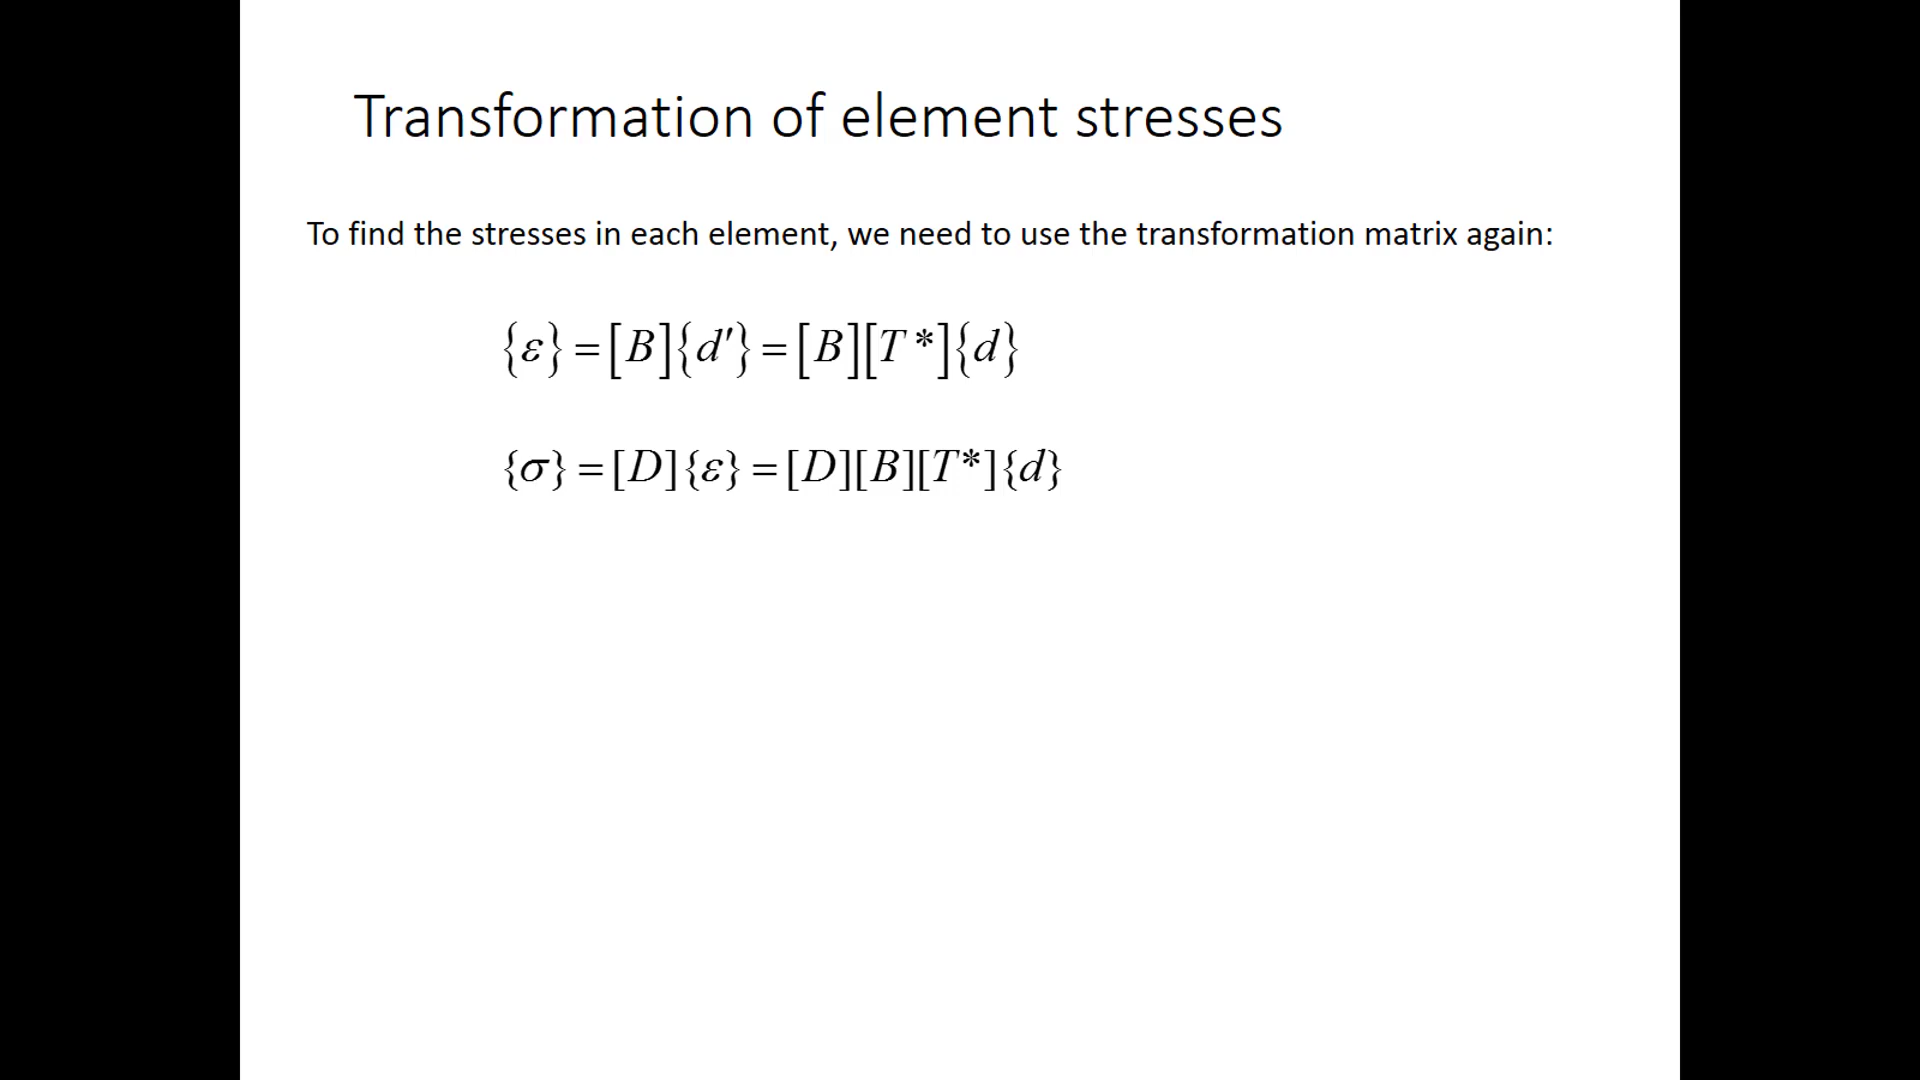 Transformation of element stresses
To find the stresses in each element, we need to use the transformation matrix again:
{ε} = [B]{d′} = [B][T*]{d}
{σ} = [D]{ε} = [D][B][T*]{d}